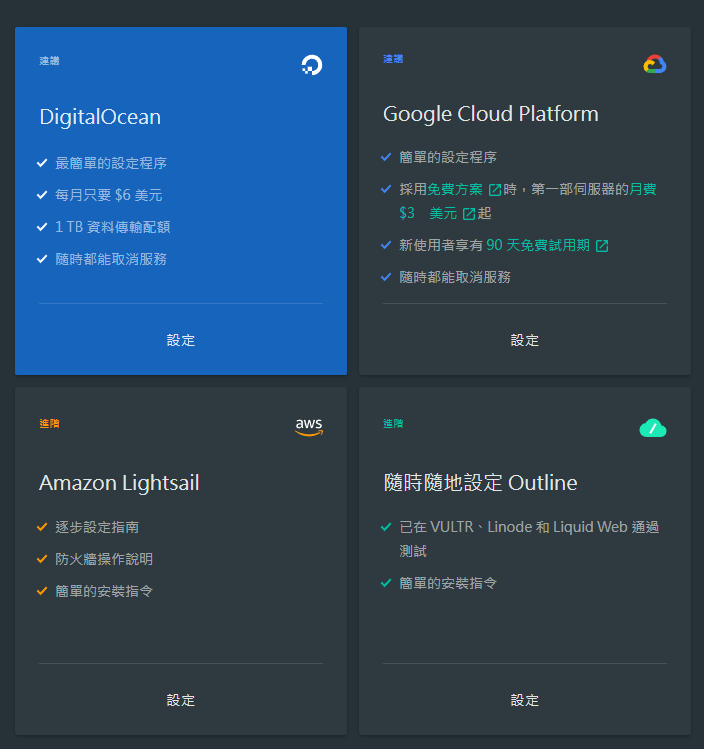 建議
DigitalOcean
最簡單的設定程序
每月只要 $6 美元
1 TB 資料傳輸配額
隨時都能取消服務
設定
建議
Google Cloud Platform
簡單的設定程序
採用免費方案 時，第一部伺服器的月費
$3 美元 起
新使用者享有 90 天免費試用期
隨時都能取消服務
設定
進階
aws
Amazon Lightsail
逐步設定指南
防火牆操作說明
簡單的安裝指令
設定
進階
隨時隨地設定 Outline
已在 VULTR、Linode 和 Liquid Web 通過
測試
簡單的安裝指令
設定